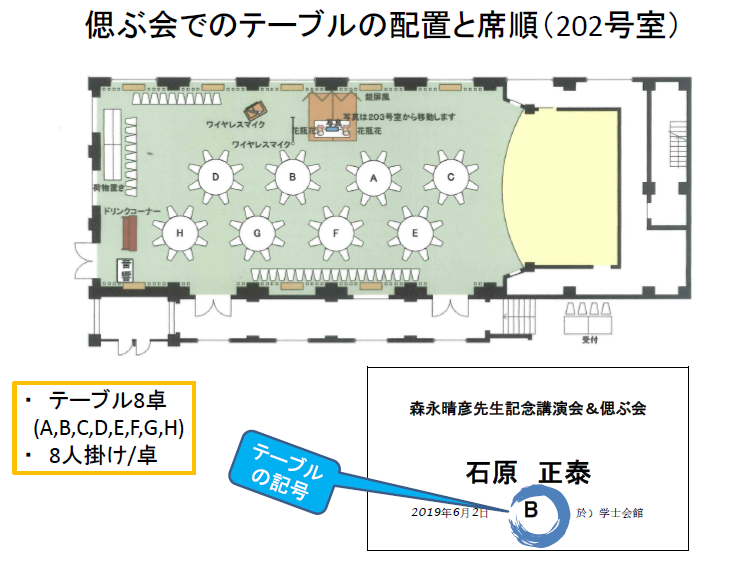 偲ぶ会でのテーブルの配置と席順(202号室)
鏡屏風
写真は203号室から移動します
ワイヤレスマイク
写真
花瓶花
花瓶花
ワイヤレスマイク
荷物置き
D
B
A
C
ドリンクコーナー
H
G
F
E
音響
受付
・ テーブル8卓
(A,B,C,D,E,F,G,H)
・ 8人掛け/卓
テーブル
の記号
森永晴彦先生記念講演会&偲ぶ会
石原 正泰
2019年6月2日
B
於)学士会館